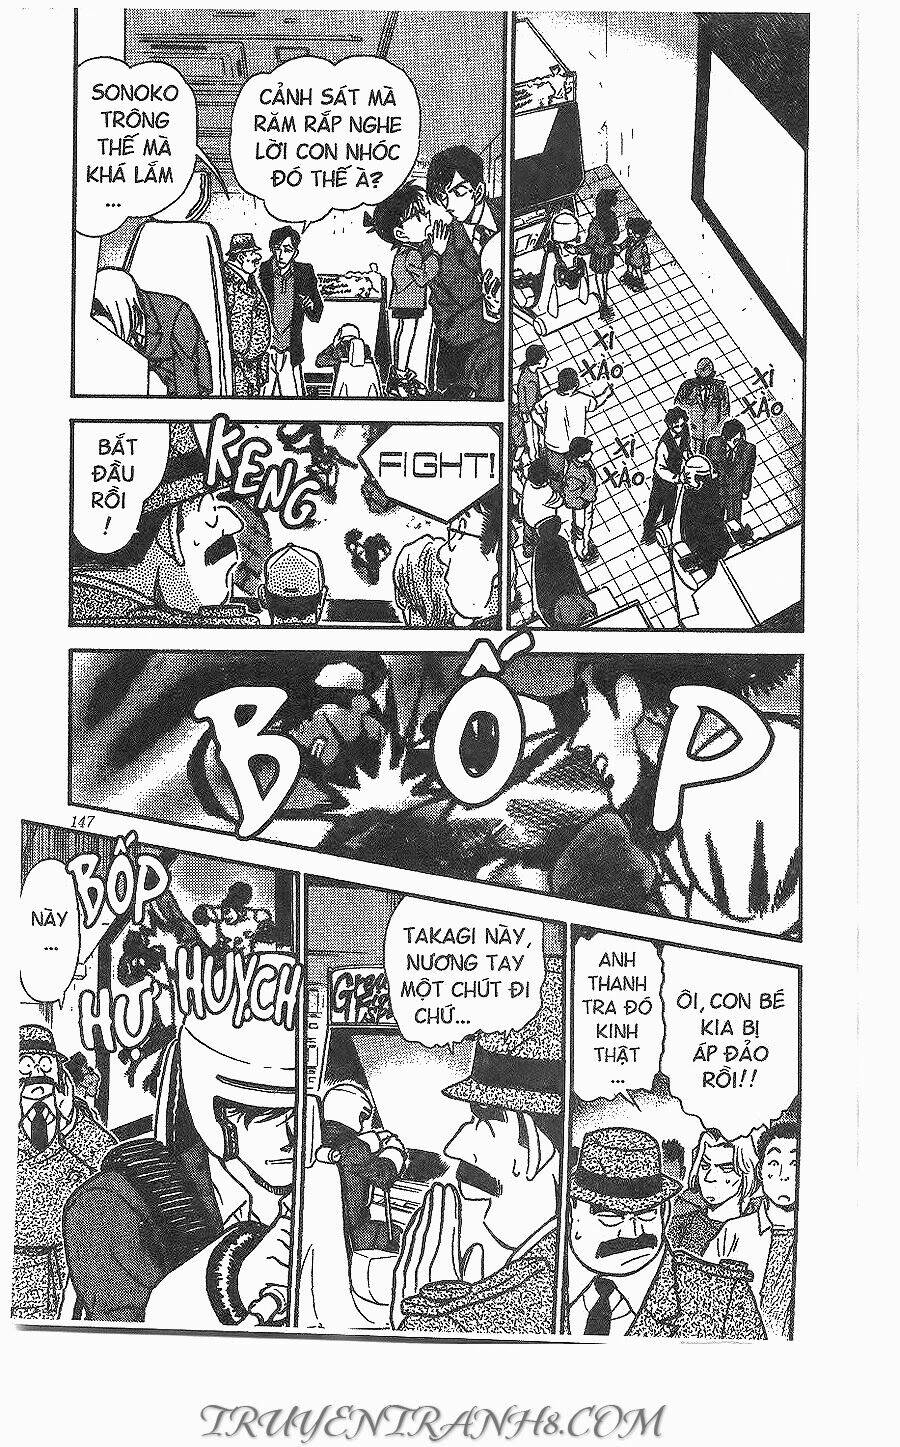 SONOKO
TRÔNG
THẾ MÀ
KHÁ LẮM
...
CẢNH SÁT MÀ
RĂM RẮP NGHE
LỜI CON NHÓC
ĐÓ THẾ À?
XÌ
XÀO
XÌ
XÀO
XÌ
XÀO
BẮT
ĐẦU
RỒI
!
KENG
FIGHT!
BỐP
147
NÀY
...
BỐP
HỰ
HUỴCH
TAKAGI NÀY,
NƯƠNG TAY
MỘT CHÚT ĐI
CHỨ...
ANH
THANH
TRA ĐÓ
KINH
THẬT
...
ÔI, CON BÉ
KIA BỊ
ÁP ĐẢO
RỒI!!
TRUYENTRANH8.COM